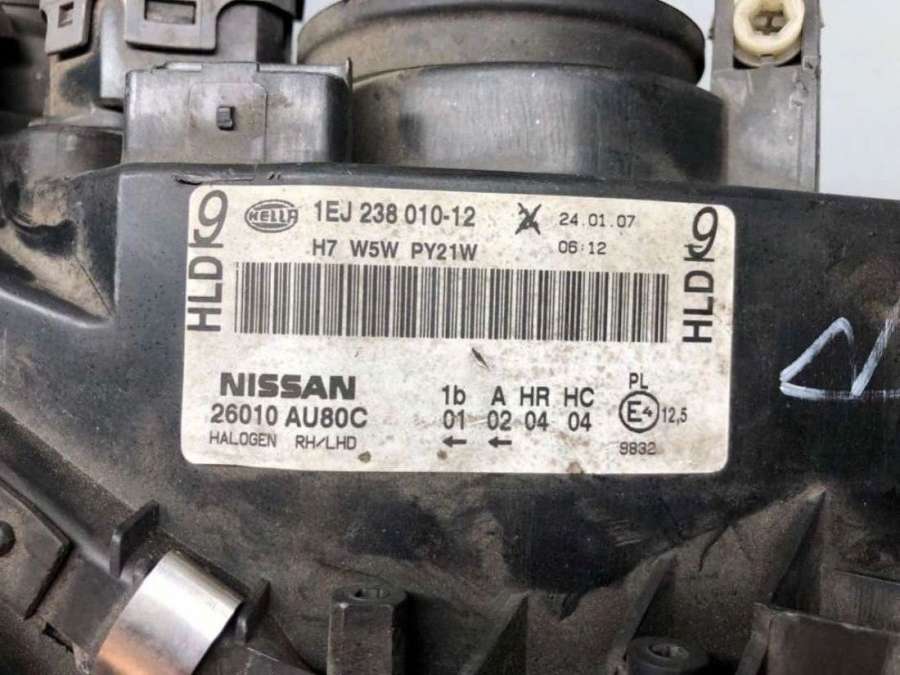 HLDK9
HELLA 1EJ 238 010-12 24.01.07
H7 W5W PY21W 06:12
HLDK9
NISSAN
26010 AU80C
HALOGEN RH/LHD
1b A HR HC PL
01 02 04 04 E4 12,5
← ← 9832